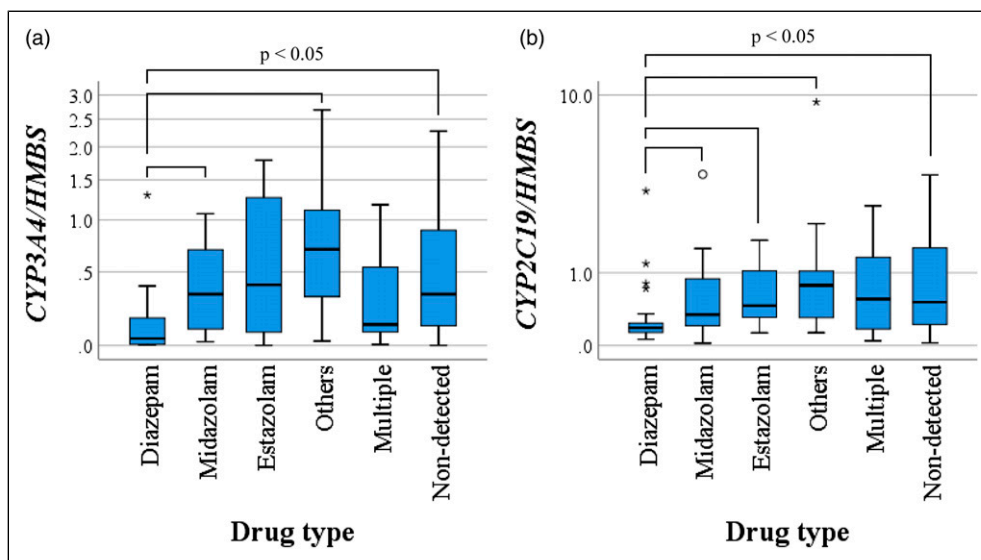 (a)
p < 0.05
CYP3A4/HMBS
3.0
2.5
2.0
1.5
1.0
.5
.0
Diazepam
Midazolam
Estazolam
Others
Multiple
Non-detected
Drug type
(b)
p < 0.05
CYP2C19/HMBS
10.0
1.0
.0
Diazepam
Midazolam
Estazolam
Others
Multiple
Non-detected
Drug type